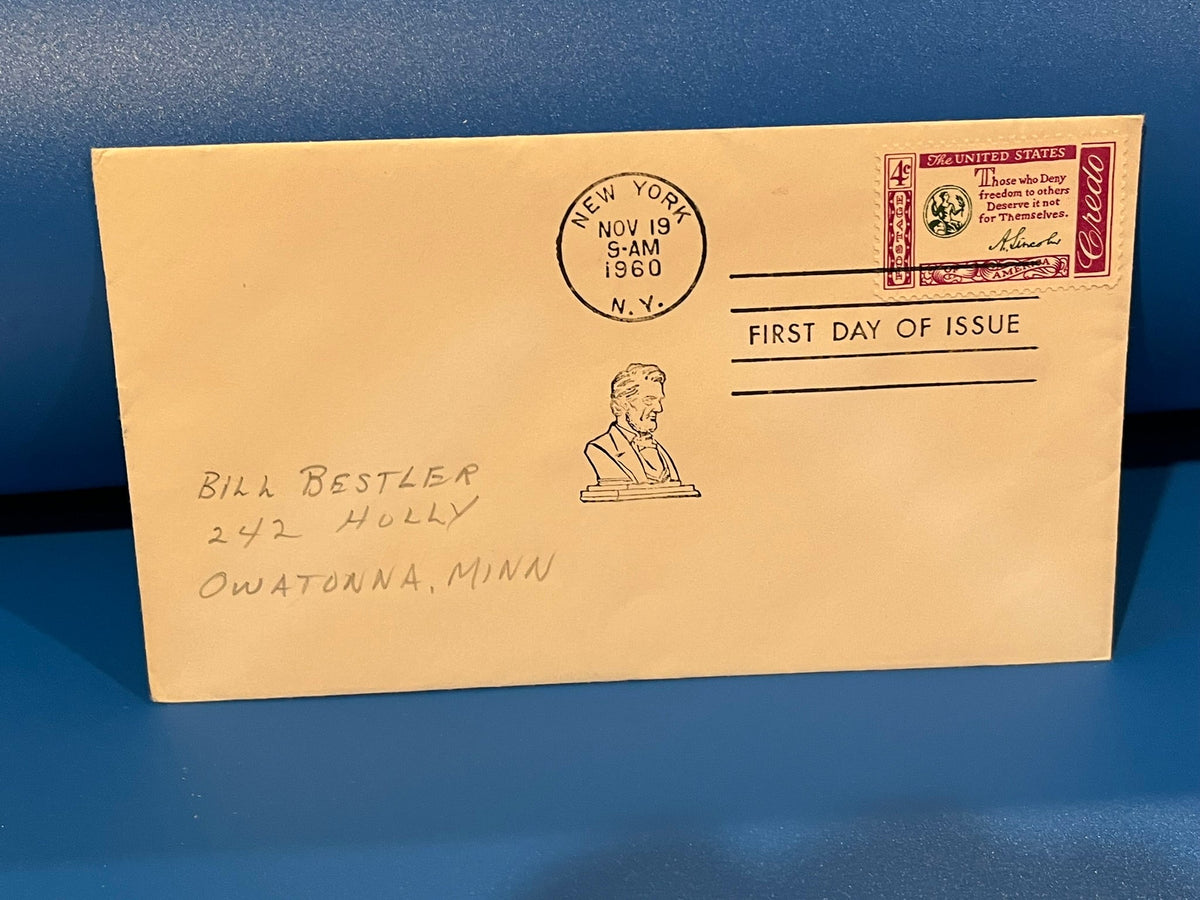 NEW YORK
NOV 19
9-AM
1960
N.Y.
4¢
POSTAGE
The UNITED STATES
Those who Deny
freedom to others
Deserve it not
for Themselves.
A. Lincoln
OF AMERICA
Credo
FIRST DAY OF ISSUE
BILL BESTLER
242 HOLLY
OWATONNA, MINN